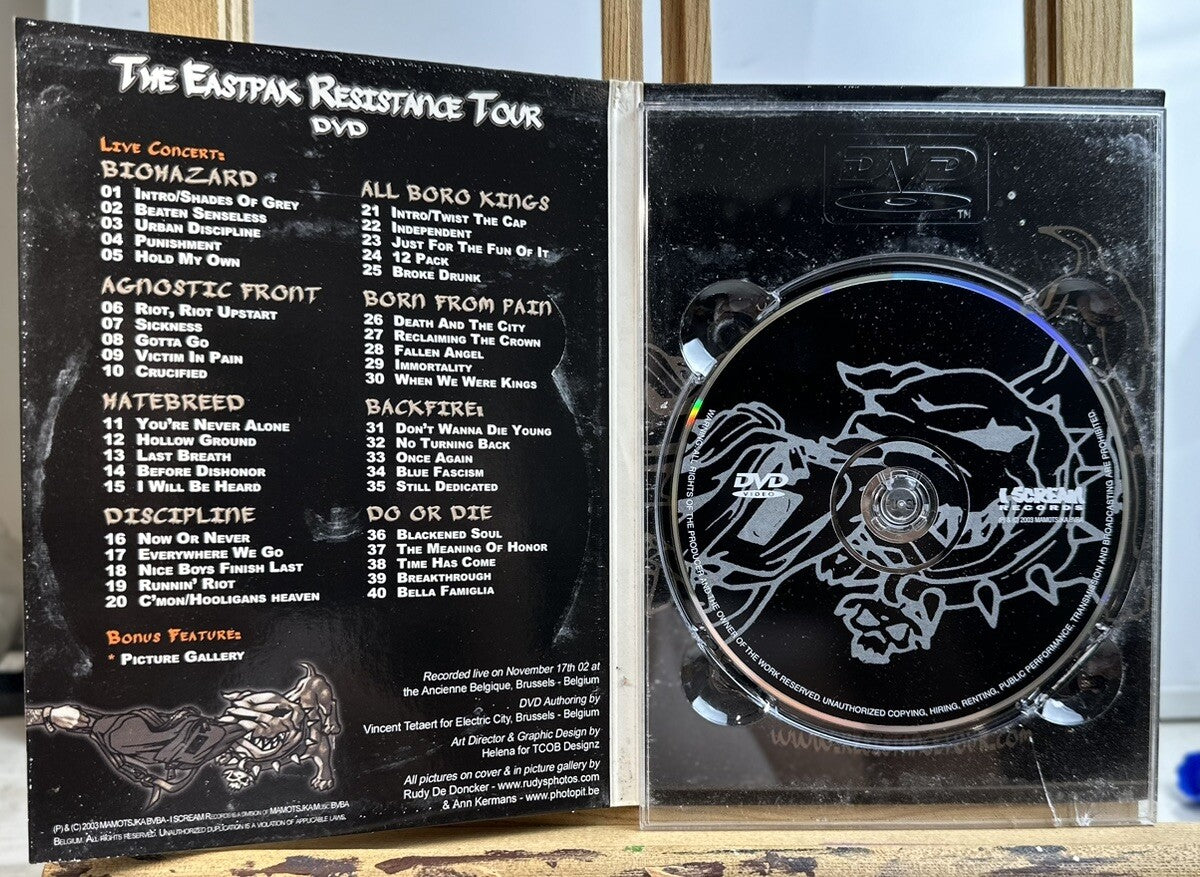 THE EASTPAK RESISTANCE TOUR
DVD
LIVE CONCERT:
BIOHAZARD
01 INTRO/SHADES OF GREY
02 BEATEN SENSELESS
03 URBAN DISCIPLINE
04 PUNISHMENT
05 HOLD MY OWN
AGNOSTIC FRONT
06 RIOT, RIOT UPSTART
07 SICKNESS
08 GOTTA GO
09 VICTIM IN PAIN
10 CRUCIFIED
HATEBREED
11 YOU'RE NEVER ALONE
12 HOLLOW GROUND
13 LAST BREATH
14 BEFORE DISHONOR
15 I WILL BE HEARD
DISCIPLINE
16 NOW OR NEVER
17 EVERYWHERE WE GO
18 NICE BOYS FINISH LAST
19 RUNNIN' RIOT
20 C'MON/HOOLIGANS HEAVEN
BONUS FEATURE:
* PICTURE GALLERY
ALL BORO KINGS
21 INTRO/TWIST THE CAP
22 INDEPENDENT
23 JUST FOR THE FUN OF IT
24 12 PACK
25 BROKE DRUNK
BORN FROM PAIN
26 DEATH AND THE CITY
27 RECLAIMING THE CROWN
28 FALLEN ANGEL
29 IMMORTALITY
30 WHEN WE WERE KINGS
BACKFIRE!
31 DON'T WANNA DIE YOUNG
32 NO TURNING BACK
33 ONCE AGAIN
34 BLUE FASCISM
35 STILL DEDICATED
DO OR DIE
36 BLACKENED SOUL
37 THE MEANING OF HONOR
38 TIME HAS COME
39 BREAKTHROUGH
40 BELLA FAMIGLIA
Recorded live on November 17th 02 at
the Ancienne Belgique, Brussels - Belgium
DVD Authoring by
Vincent Tetaert for Electric City, Brussels - Belgium
Art Director & Graphic Design by
Helena for TCOB Designz
All pictures on cover & in picture gallery by
Rudy De Doncker - www.rudysphotos.com
& Ann Kermans - www.photopit.be
(P) & (C) 2003 MAMOTSJKA BVBA - I SCREAM RECORDS IS A DIVISION OF MAMOTSJKA MUSIC BVBA
BELGIUM. ALL RIGHTS RESERVED. UNAUTHORIZED DUPLICATION IS A VIOLATION OF APPLICABLE LAWS.
DVD
TM
DVD
VIDEO
I SCREAM
RECORDS
(P) & (C) 2003 MAMOTSJKA BVBA
WARNING: ALL RIGHTS OF THE PRODUCER AND THE OWNER OF THE WORK RESERVED. UNAUTHORIZED COPYING, HIRING, RENTING, PUBLIC PERFORMANCE, TRANSMISSION AND BROADCASTING ARE PROHIBITED.